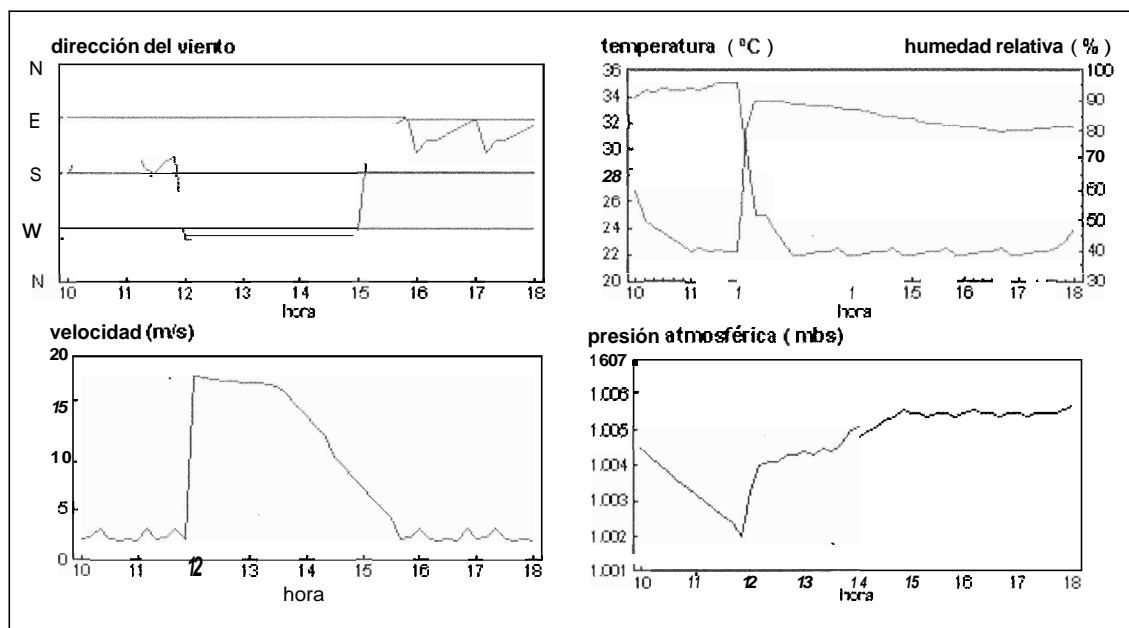 dirección del viento
N
E
S
W
N
10 11 12 13 14 15 16 17 18
hora
temperatura ( ºC) humedad relativa ( %)
36 100
34 90
32 80
30 70
28 60
26 50
24 40
22 30
20
10 11 1 1 15 16 17 18
hora
velocidad (m/s)
20
15
10
5
0
10 11 12 13 14 15 16 17 18
hora
presión atmosférica ( mbs)
1607
1.006
1.005
1.004
1.003
1.002
1.001
10 11 12 13 14 15 16 17 18
hora